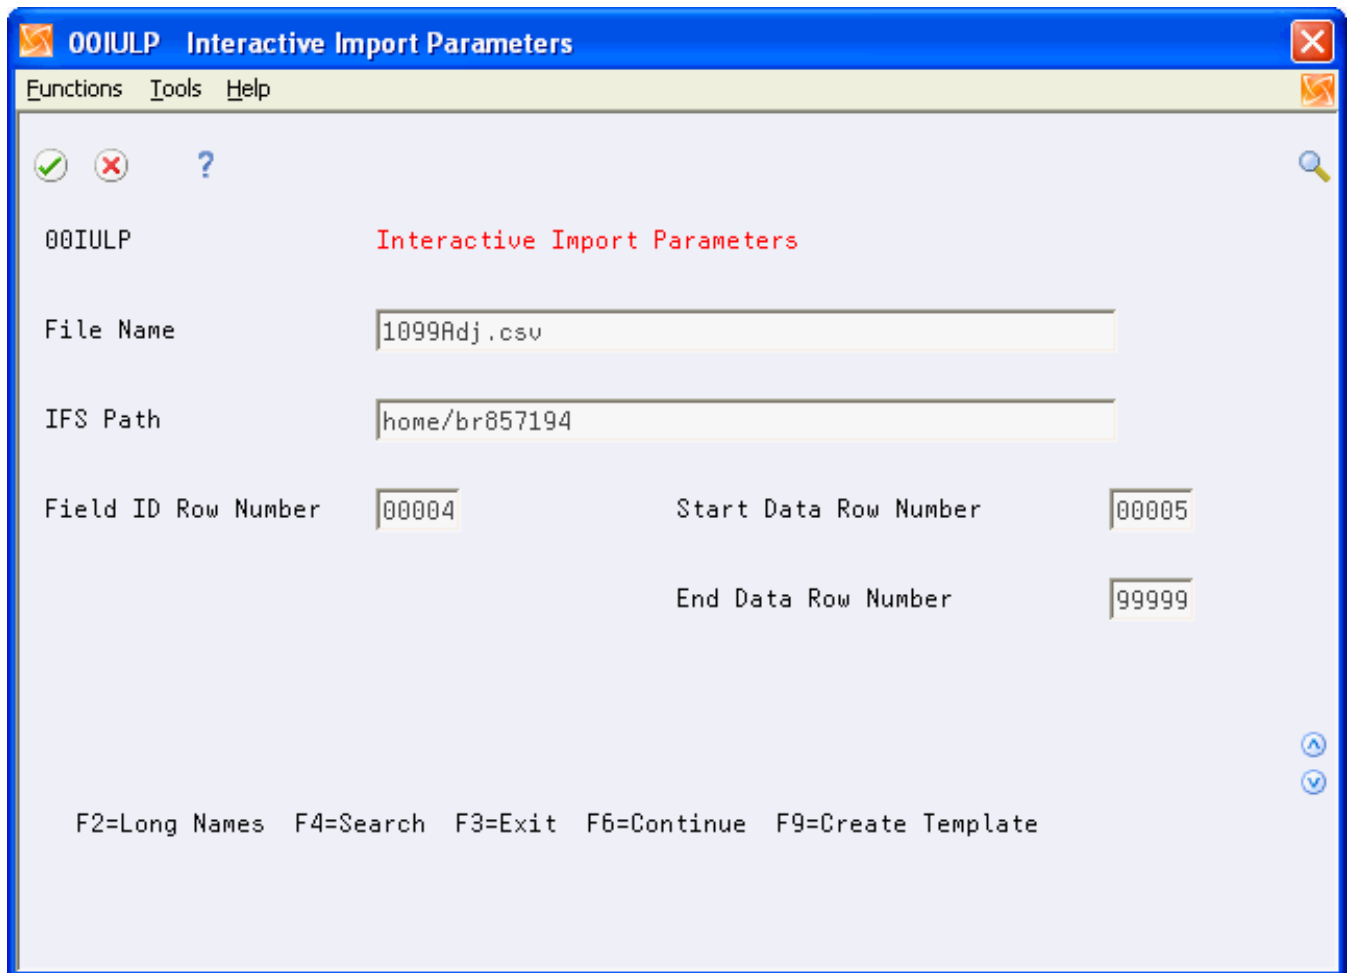 00IULP Interactive Import Parameters
Functions Tools Help
?
00IULP Interactive Import Parameters
File Name 1099Adj.csv
IFS Path home/br857194
Field ID Row Number 00004 Start Data Row Number 00005
End Data Row Number 99999
F2=Long Names F4=Search F3=Exit F6=Continue F9=Create Template